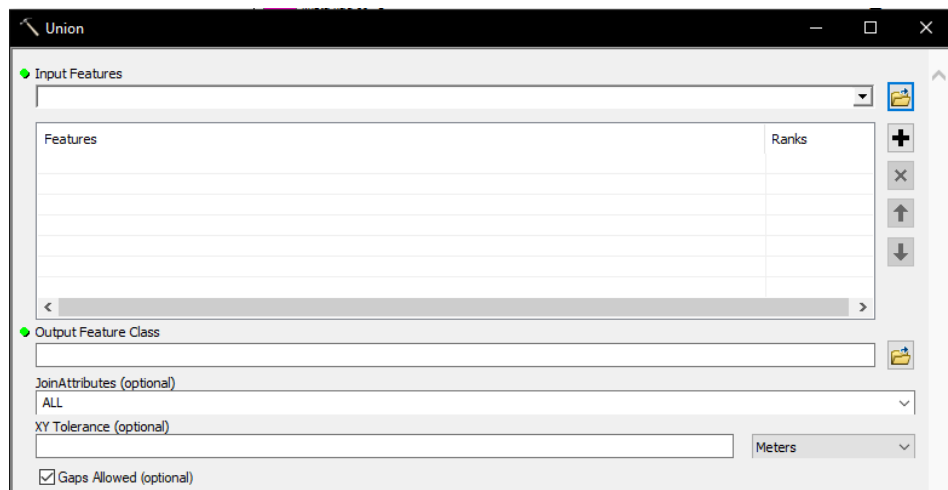 Union
Input Features
Features Ranks
Output Feature Class
JoinAttributes (optional)
ALL
XY Tolerance (optional)
Meters
Gaps Allowed (optional)